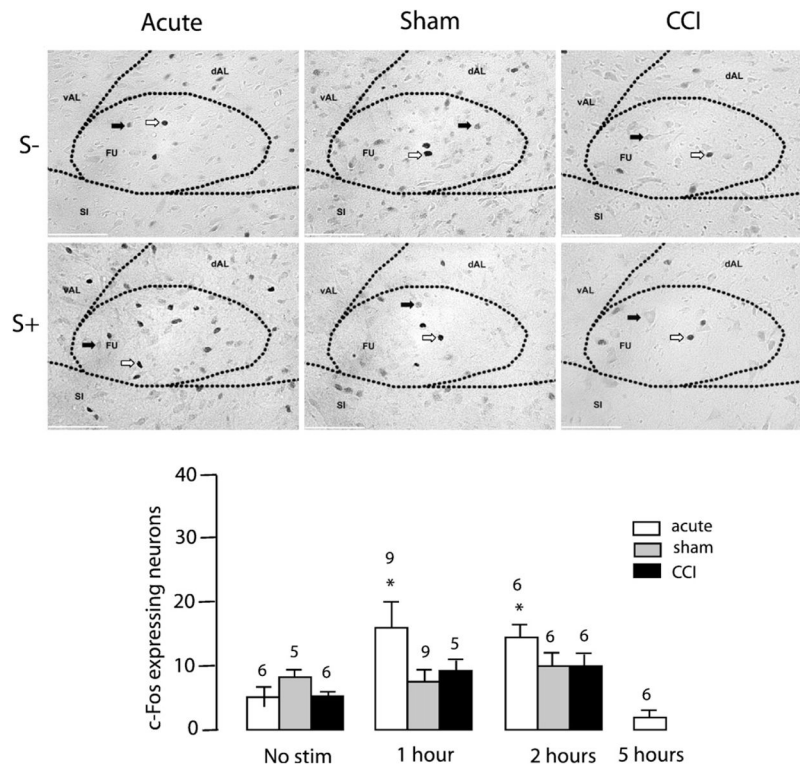 Acute Sham CCI
S-
vAL dAL FU SI
vAL dAL FU SI
vAL dAL FU SI
S+
vAL dAL FU SI
vAL dAL FU SI
vAL dAL FU SI
c-Fos expressing neurons
40
30
20
10
0
acute
sham
CCI
6 5 6
9 * 9 5
6 * 6 6
6
No stim 1 hour 2 hours 5 hours